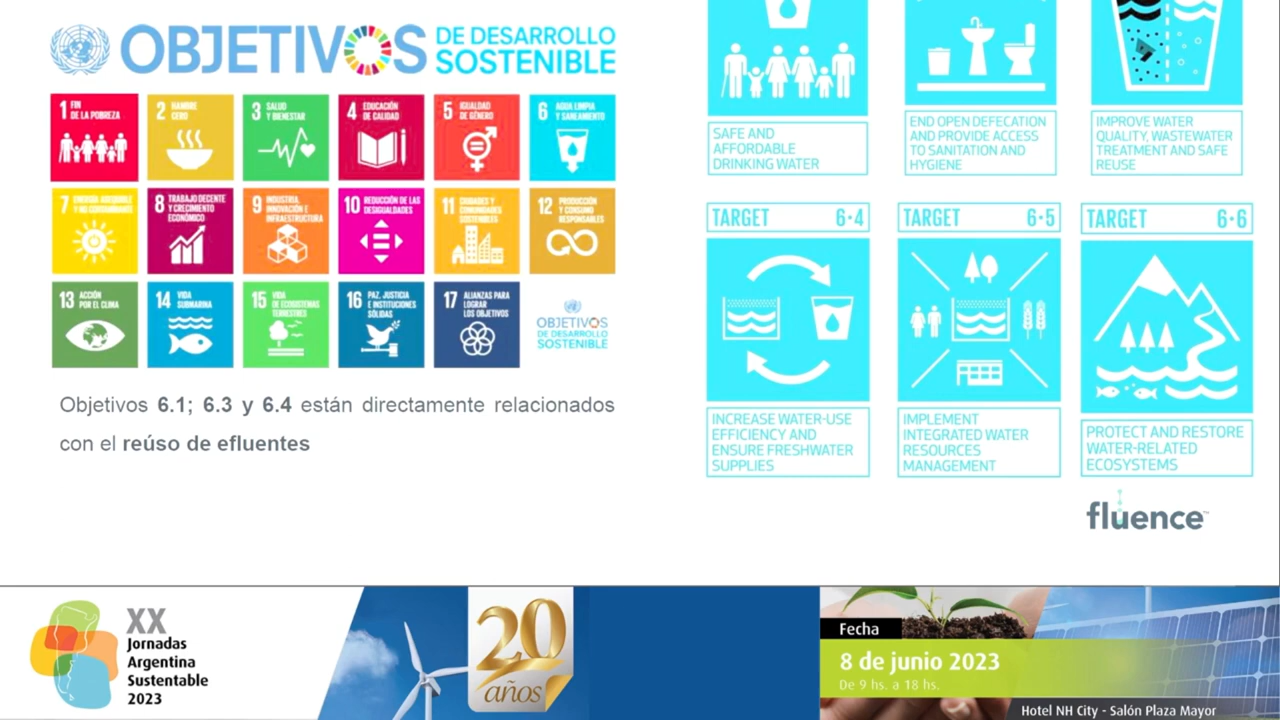 OBJETIVOS
DE DESARROLLO
SOSTENIBLE
1 FIN
DE LA POBREZA
2 HAMBRE
CERO
3 SALUD
Y BIENESTAR
4 EDUCACIÓN
DE CALIDAD
5 IGUALDAD
DE GÉNERO
6 AGUA LIMPIA
Y SANEAMIENTO
7 ENERGÍA ASEQUIBLE
Y NO CONTAMINANTE
8 TRABAJO DECENTE
Y CRECIMIENTO
ECONÓMICO
9 INDUSTRIA,
INNOVACIÓN E
INFRAESTRUCTURA
10 REDUCCIÓN DE LAS
DESIGUALDADES
11 CIUDADES Y
COMUNIDADES
SOSTENIBLES
12 PRODUCCIÓN
Y CONSUMO
RESPONSABLES
13 ACCIÓN
POR EL CLIMA
14 VIDA
SUBMARINA
15 VIDA
DE ECOSISTEMAS
TERRESTRES
16 PAZ, JUSTICIA
E INSTITUCIONES
SÓLIDAS
17 ALIANZAS PARA
LOGRAR
LOS OBJETIVOS
OBJETIVOS
DE DESARROLLO
SOSTENIBLE
Objetivos 6.1; 6.3 y 6.4 están directamente relacionados
con el reúso de efluentes
SAFE AND
AFFORDABLE
DRINKING WATER
END OPEN DEFECATION
AND PROVIDE ACCESS
TO SANITATION AND
HYGIENE
IMPROVE WATER
QUALITY, WASTEWATER
TREATMENT AND SAFE
REUSE
TARGET 6·4
INCREASE WATER-USE
EFFICIENCY AND
ENSURE FRESHWATER
SUPPLIES
TARGET 6·5
IMPLEMENT
INTEGRATED WATER
RESOURCES
MANAGEMENT
TARGET 6·6
PROTECT AND RESTORE
WATER-RELATED
ECOSYSTEMS
fluence™
XX
Jornadas
Argentina
Sustentable
2023
20
años
Fecha
8 de junio 2023
De 9 hs. a 18 hs.
Hotel NH City - Salón Plaza Mayor